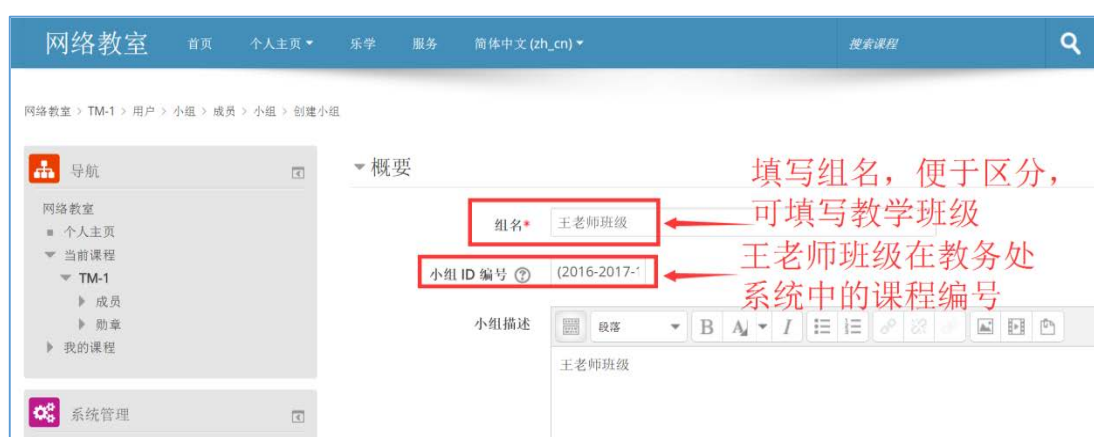 网络教室 首页 个人主页 乐学 服务 简体中文 (zh_cn) 搜索课程
网络教室 > TM-1 > 用户 > 小组 > 成员 > 小组 > 创建小组
导航
网络教室
个人主页
当前课程
TM-1
成员
勋章
我的课程
系统管理
概要
组名* 王老师班级
填写组名，便于区分，
可填写教学班级
小组 ID 编号 (2016-2017-1
王老师班级在教务处
系统中的课程编号
小组描述 段落 B A I
王老师班级